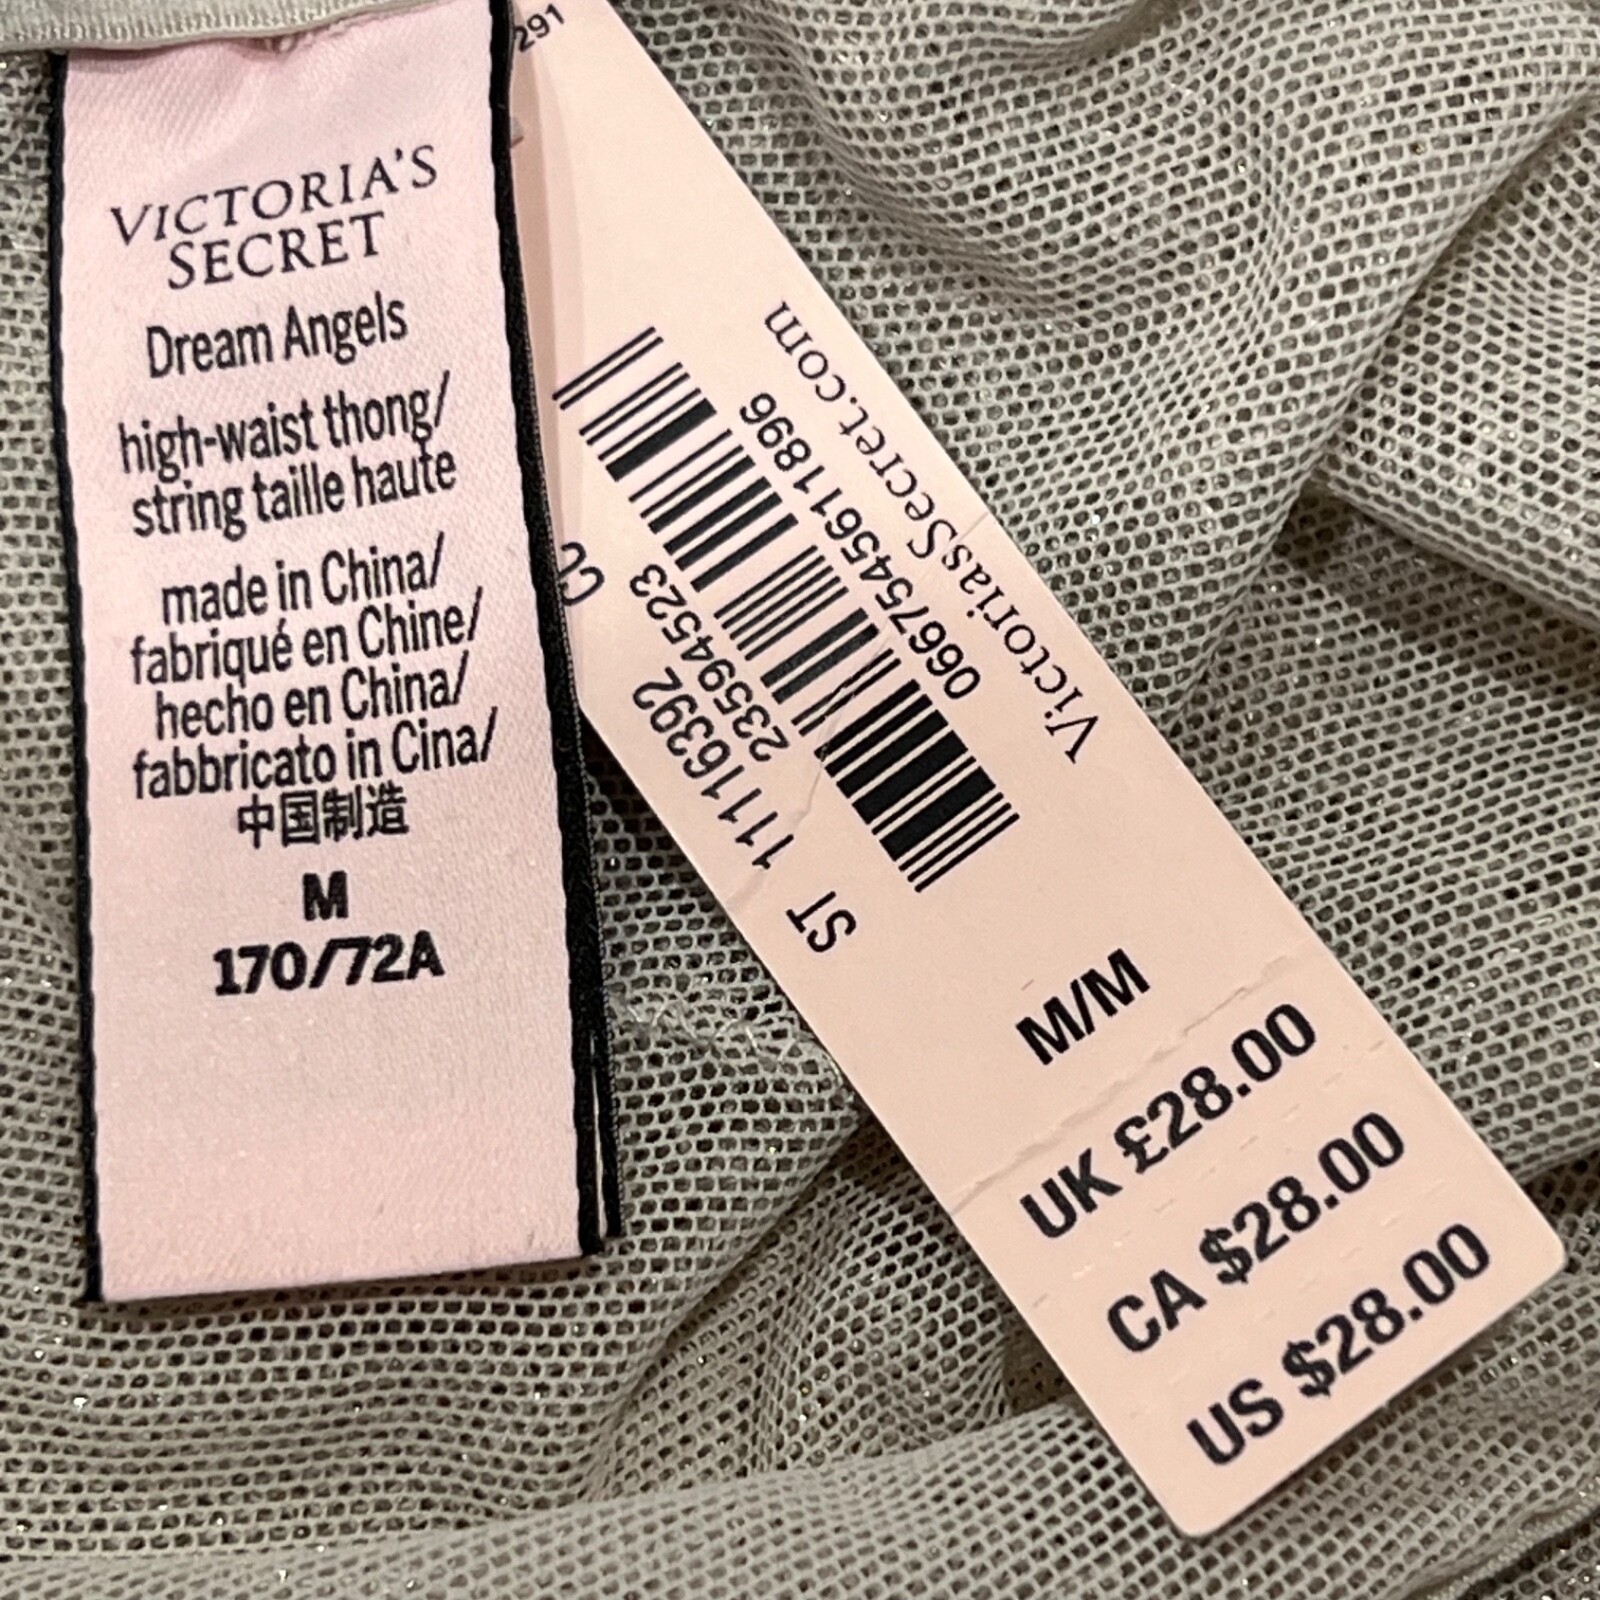 VICTORIA'S
SECRET
Dream Angels
high-waist thong/
string taille haute
made in China/
fabriqué en Chine/
hecho en China/
fabbricato in Cina/
中国制造
M
170/72A
291
VictoriasSecret.com
0667545611896
23594523
11116392
CC
ST
M/M
UK £28.00
CA $28.00
US $28.00